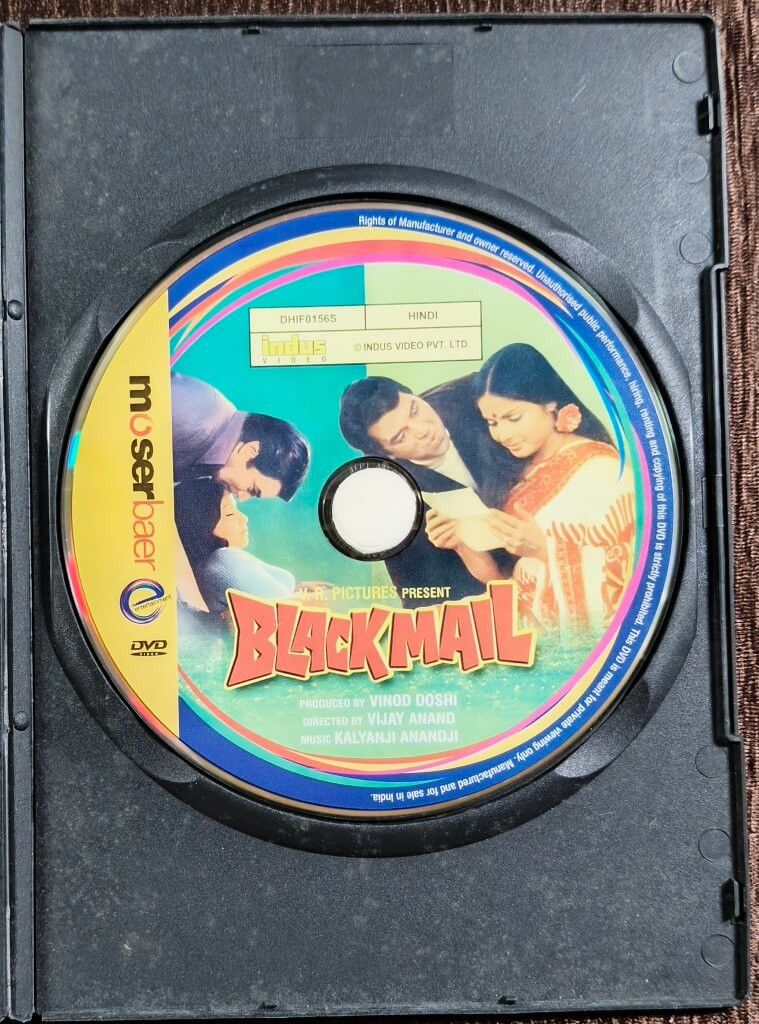 Rights of Manufacturer and owner reserved. Unauthorised public performance, hiring, renting and copying of this DVD is strictly prohibited. This DVD is meant for private viewing only. Manufactured and for sale in India.
DHIF0156S
HINDI
indus
VIDEO
© INDUS VIDEO PVT. LTD.
moserbaer
entertainment
DVD
VIDEO
V. R. PICTURES PRESENT
BLACKMAIL
PRODUCED BY VINOD DOSHI
DIRECTED BY VIJAY ANAND
MUSIC KALYANJI ANANDJI